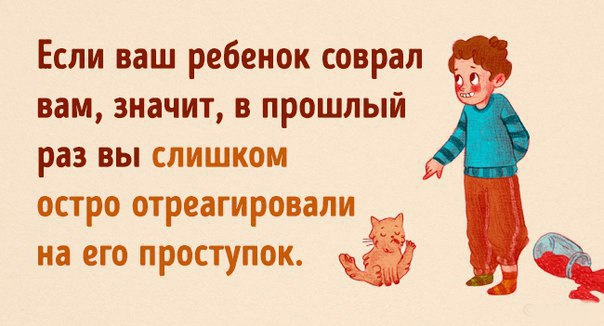 Если ваш ребенок соврал
вам, значит, в прошлый
раз вы слишком
остро отреагировали
на его проступок.